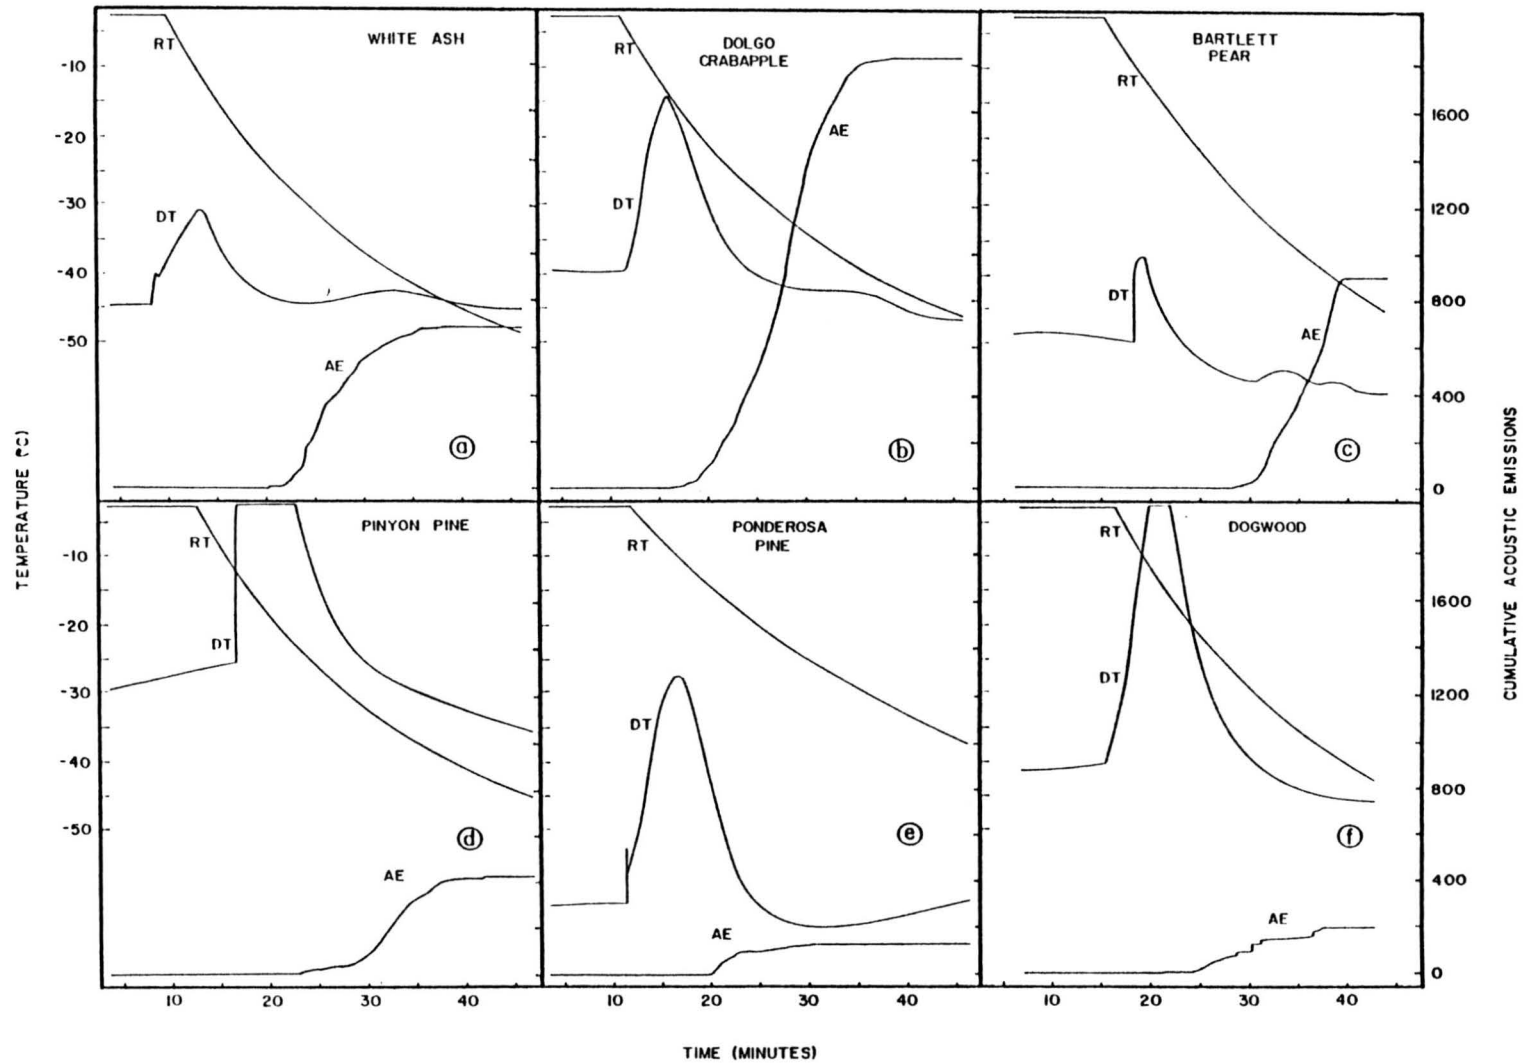 WHITE ASH
RT
DT
AE
ⓐ
-10
-20
-30
-40
-50
DOLGO
CRABAPPLE
RT
DT
AE
ⓑ
BARTLETT
PEAR
RT
DT
AE
ⓒ
1600
1200
800
400
0
PINYON PINE
RT
DT
AE
ⓓ
-10
-20
-30
-40
-50
10 20 30 40
PONDEROSA
PINE
RT
DT
AE
ⓔ
10 20 30 40
DOGWOOD
RT
DT
AE
ⓕ
1600
1200
800
400
0
10 20 30 40
TEMPERATURE (°C)
CUMULATIVE ACOUSTIC EMISSIONS
TIME (MINUTES)